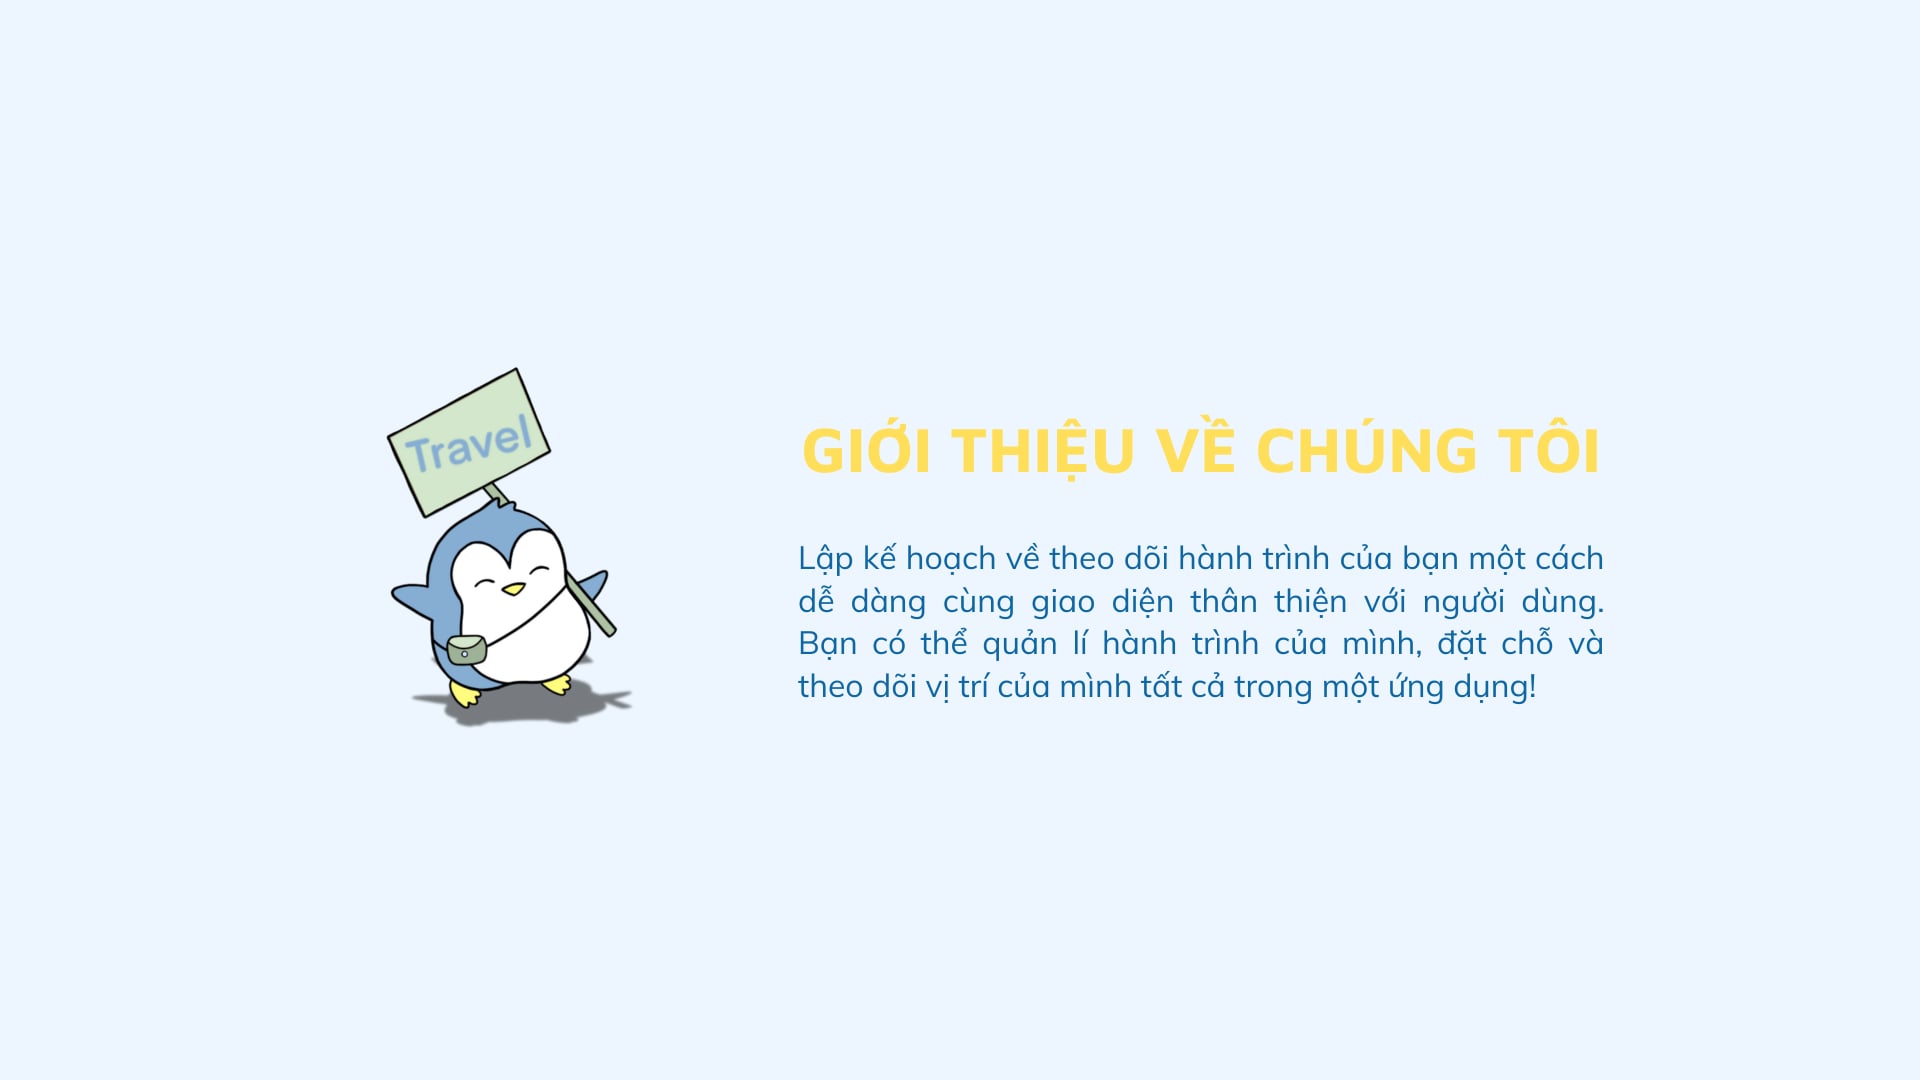 Travel
GIỚI THIỆU VỀ CHÚNG TÔI
Lập kế hoạch về theo dõi hành trình của bạn một cách
dễ dàng cùng giao diện thân thiện với người dùng.
Bạn có thể quản lí hành trình của mình, đặt chỗ và
theo dõi vị trí của mình tất cả trong một ứng dụng!